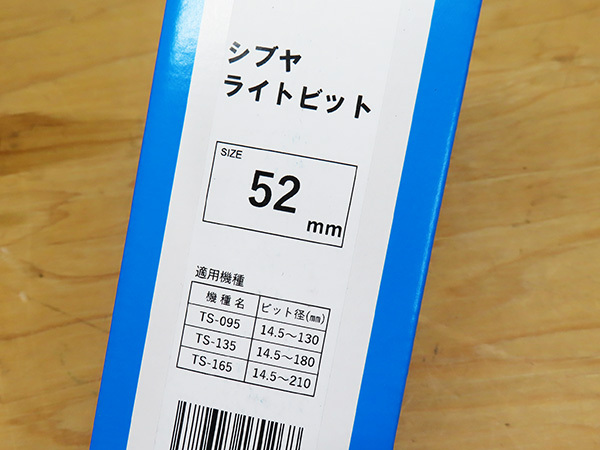 シブヤ
ライトビット
SIZE
52 mm
適用機種
機種名 ビット径(㎜)
TS-095 14.5～130
TS-135 14.5～180
TS-165 14.5～210